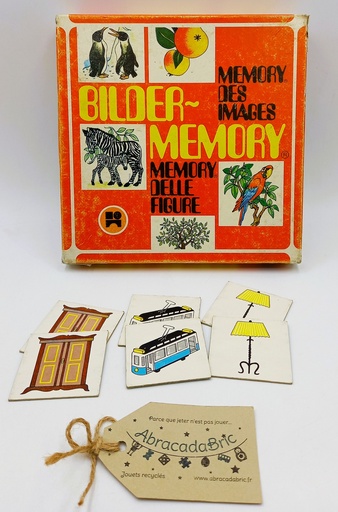 MEMORY
DES
IMAGES
BILDER~
MEMORY
MEMORY
DELLE
FIGURE
Parce que jeter n'est pas jouer...
AbracadaBric
Jouets recyclés
www.abracadabric.fr